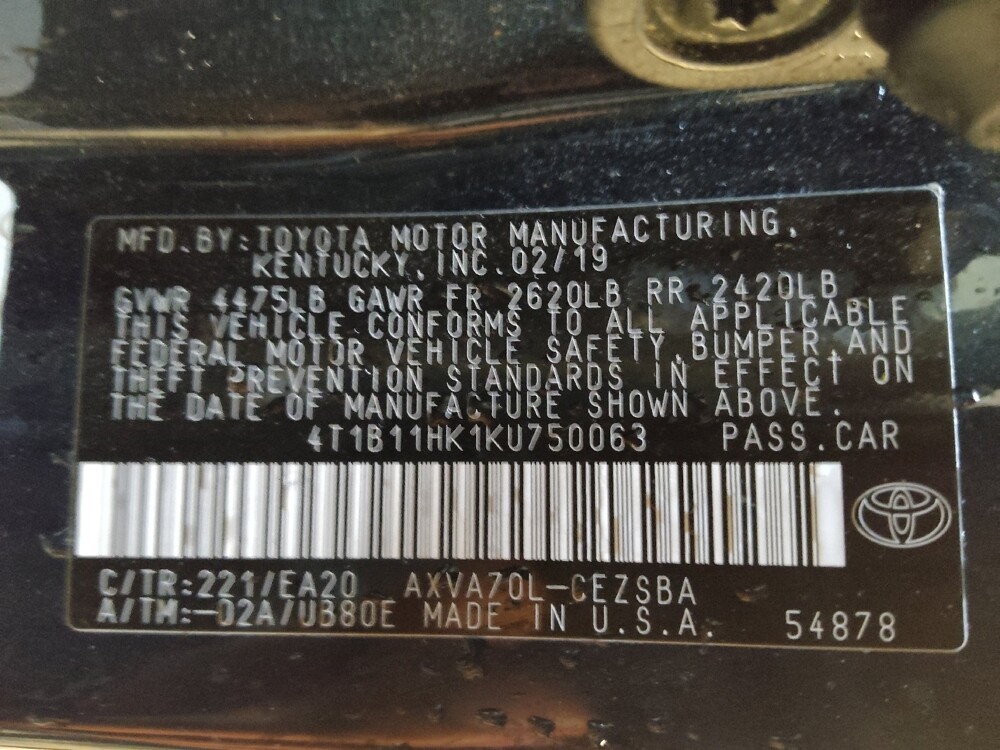 MFD.BY:TOYOTA MOTOR MANUFACTURING,
KENTUCKY,INC.02/19
GVWR 4475LB GAWR FR 2620LB RR 2420LB
THIS VEHICLE CONFORMS TO ALL APPLICABLE
FEDERAL MOTOR VEHICLE SAFETY,BUMPER,AND
THEFT PREVENTION STANDARDS IN EFFECT ON
THE DATE OF MANUFACTURE SHOWN ABOVE.
4T1B11HK1KU750063 PASS.CAR
C/TR:221/EA20 AXVA70L-CEZSBA
A/TM:-02A/UB80E MADE IN U.S.A. 54878